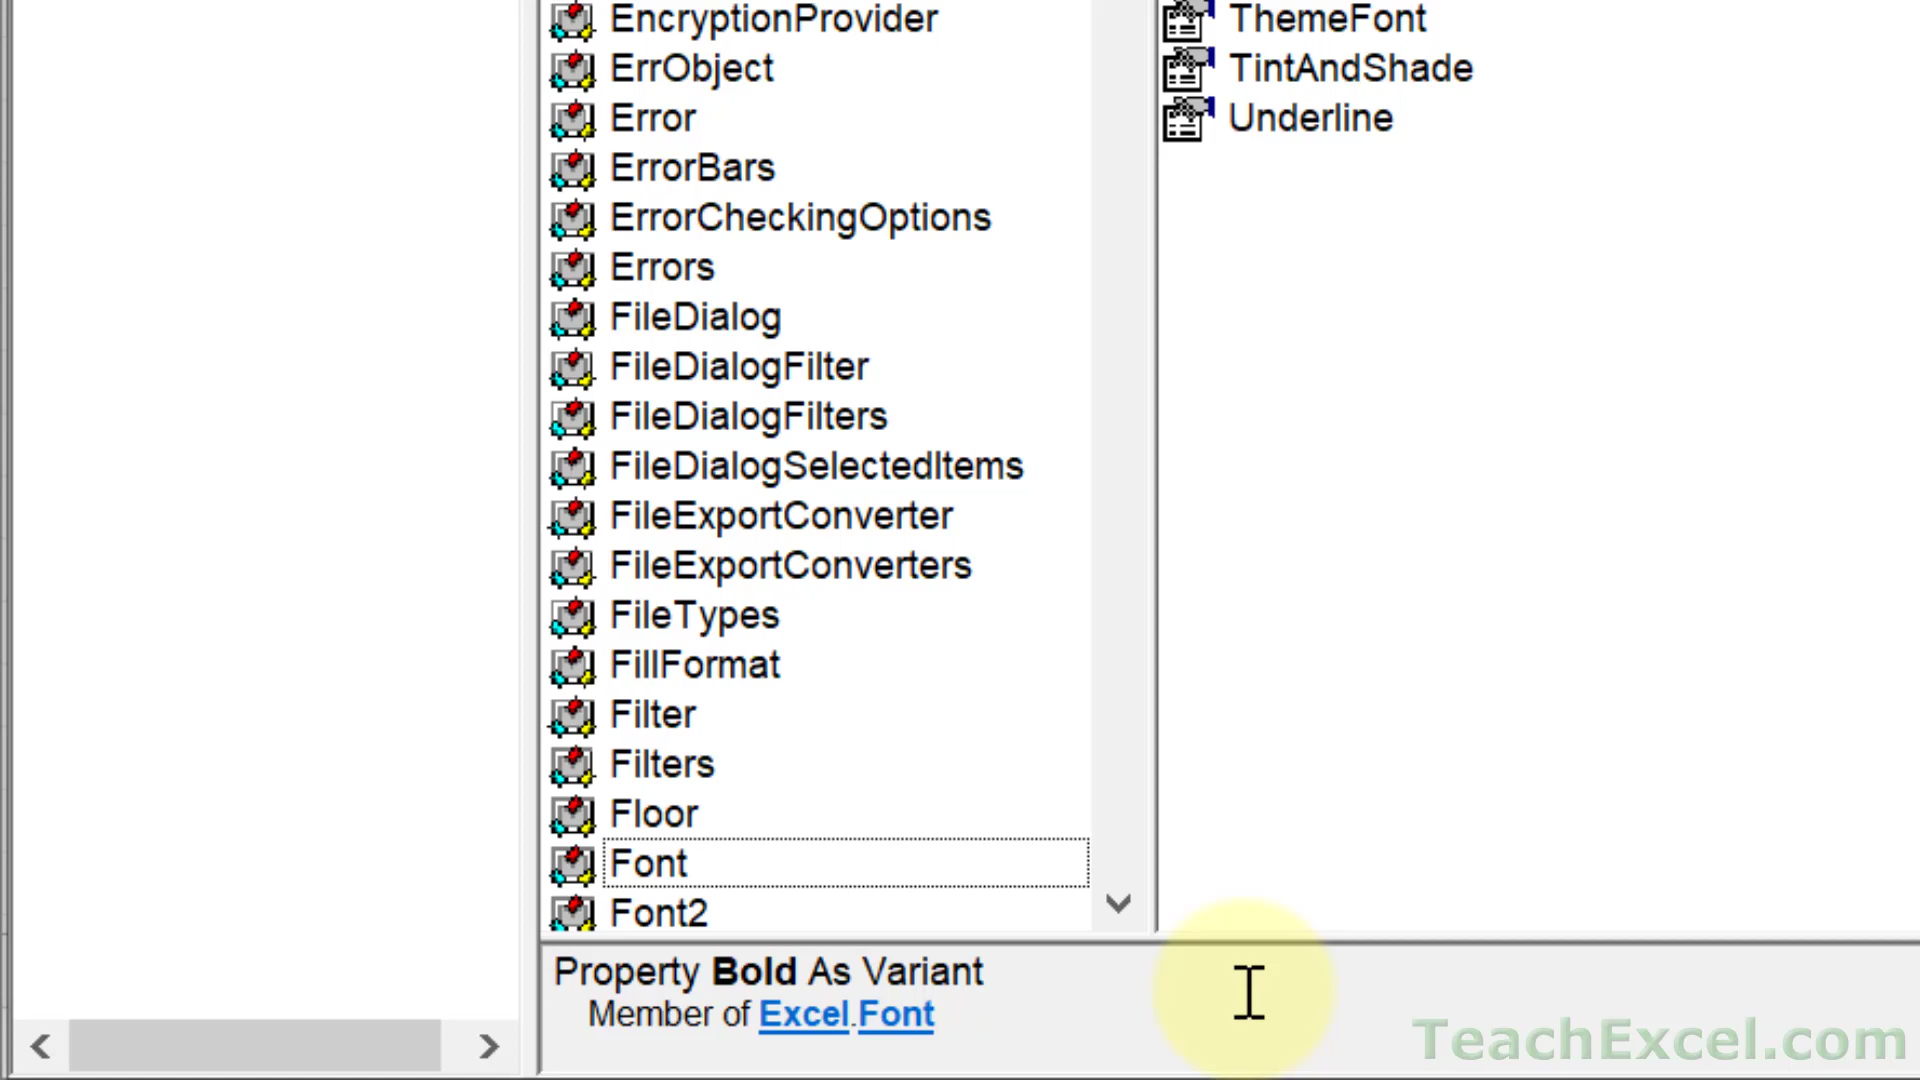 EncryptionProvider
ErrObject
Error
ErrorBars
ErrorCheckingOptions
Errors
FileDialog
FileDialogFilter
FileDialogFilters
FileDialogSelectedItems
FileExportConverter
FileExportConverters
FileTypes
FillFormat
Filter
Filters
Floor
Font
Font2
ThemeFont
TintAndShade
Underline
Property Bold As Variant
Member of Excel.Font
TeachExcel.com